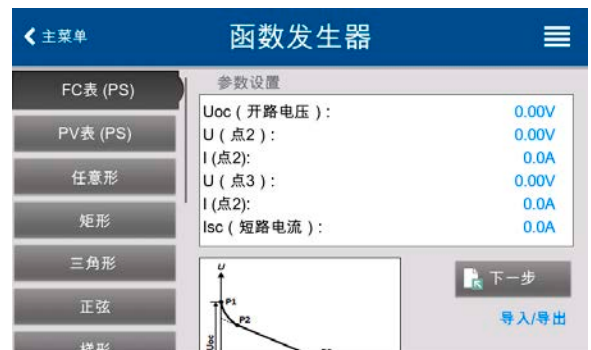 主菜单
函数发生器
FC表 (PS)
PV表 (PS)
任意形
矩形
三角形
正弦
参数设置
Uoc（开路电压）: 0.00V
U（点2）: 0.00V
I (点2): 0.0A
U（点3）: 0.00V
I (点2): 0.0A
Isc（短路电流）: 0.0A
U
P1
P2
Uoc
下一步
导入/导出